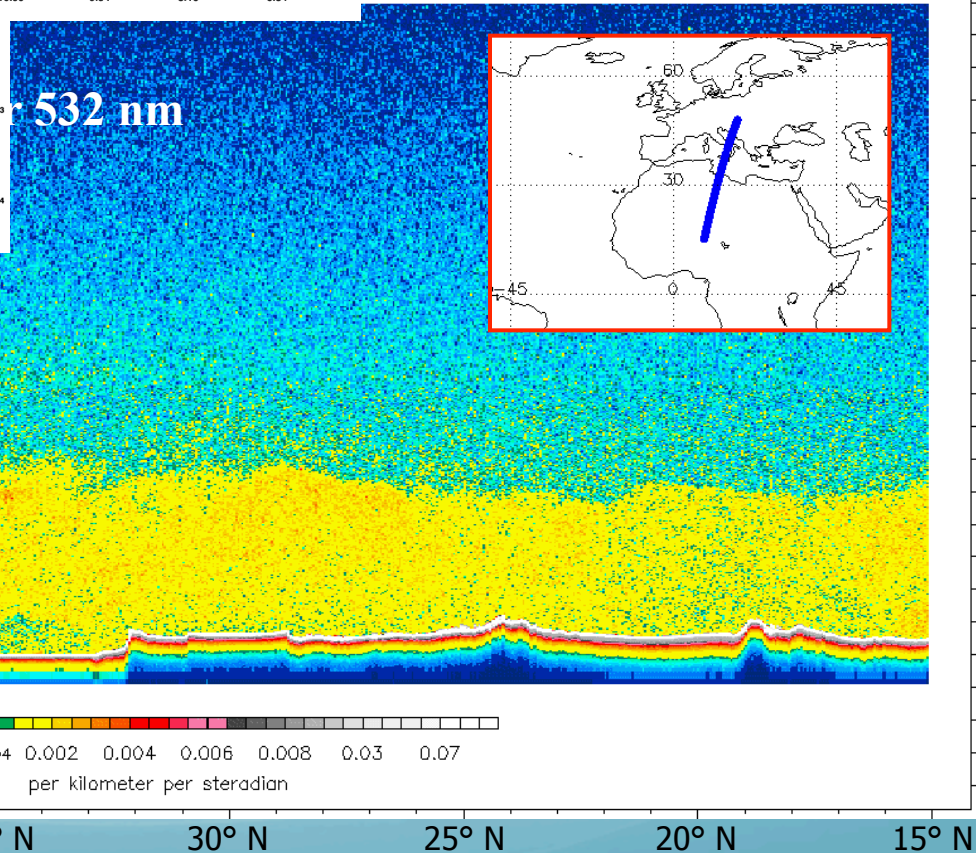 r 532 nm
60
30
-45 0 45
4 0.002 0.004 0.006 0.008 0.03 0.07
per kilometer per steradian
° N 30° N 25° N 20° N 15° N